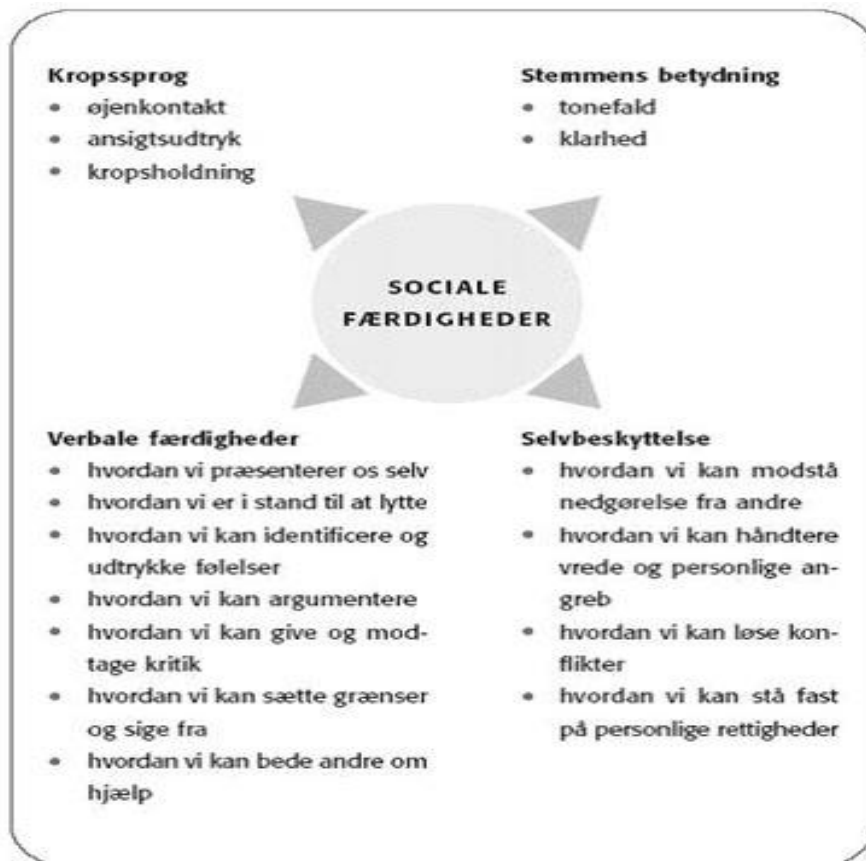 Kropssprog
• øjenkontakt
• ansigtsudtryk
• kropsholdning
Stemmens betydning
• tonefald
• klarhed
SOCIALE
FÆRDIGHEDER
Verbale færdigheder
• hvordan vi præsenterer os selv
• hvordan vi er i stand til at lytte
• hvordan vi kan identificere og
udtrykke følelser
• hvordan vi kan argumentere
• hvordan vi kan give og mod-
tage kritik
• hvordan vi kan sætte grænser
og sige fra
• hvordan vi kan bede andre om
hjælp
Selvbeskyttelse
• hvordan vi kan modstå
nedgørelse fra andre
• hvordan vi kan håndtere
vrede og personlige an-
greb
• hvordan vi kan løse kon-
flikter
• hvordan vi kan stå fast
på personlige rettigheder